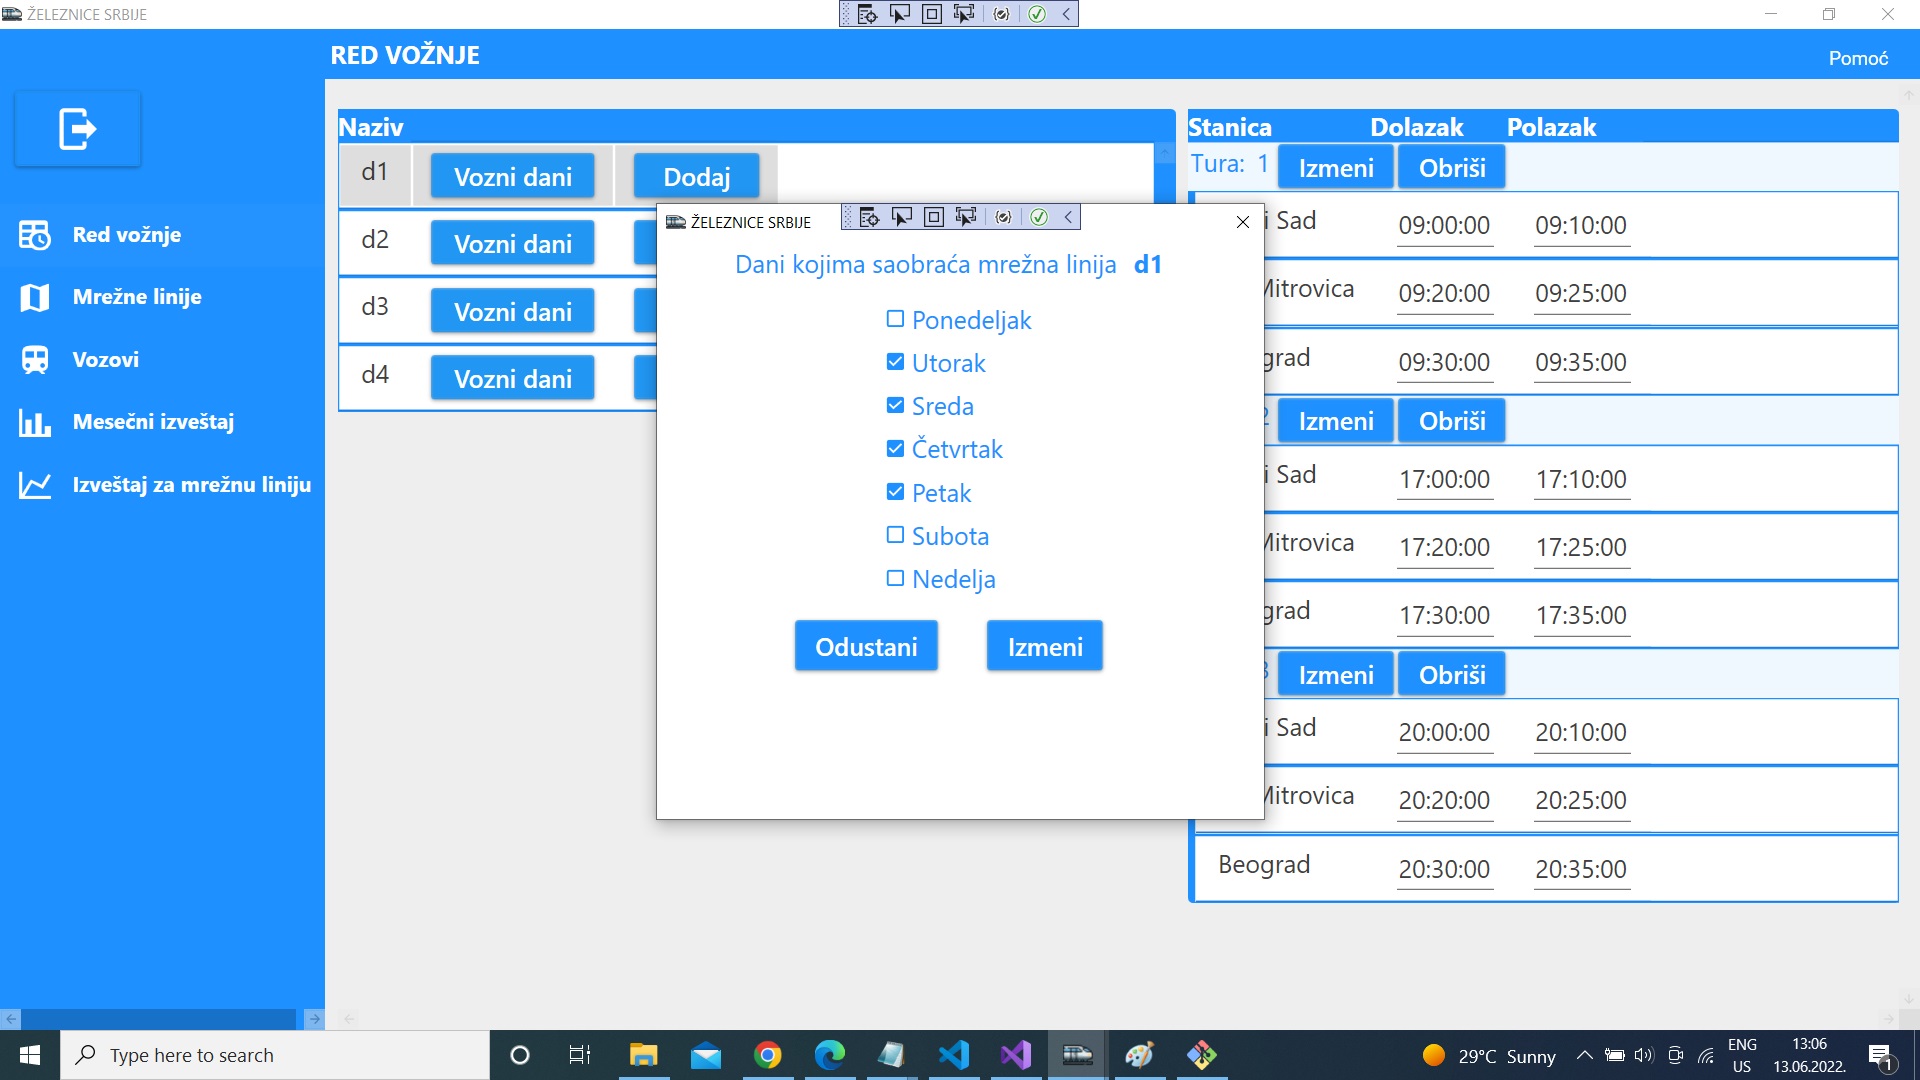 ŽELEZNICE SRBIJE
RED VOŽNJE
Pomoć
Red vožnje
Mrežne linije
Vozovi
Mesečni izveštaj
Izveštaj za mrežnu liniju
Naziv
d1 Vozni dani Dodaj
d2 Vozni dani
d3 Vozni dani
d4 Vozni dani
ŽELEZNICE SRBIJE
Dani kojima saobraća mrežna linija d1
Ponedeljak
Utorak
Sreda
Četvrtak
Petak
Subota
Nedelja
Odustani Izmeni
Stanica Dolazak Polazak
Tura: 1 Izmeni Obriši
i Sad 09:00:00 09:10:00
Mitrovica 09:20:00 09:25:00
grad 09:30:00 09:35:00
2 Izmeni Obriši
i Sad 17:00:00 17:10:00
Mitrovica 17:20:00 17:25:00
grad 17:30:00 17:35:00
3 Izmeni Obriši
i Sad 20:00:00 20:10:00
Mitrovica 20:20:00 20:25:00
Beograd 20:30:00 20:35:00
Type here to search
29°C Sunny
ENG
US
13:06
13.06.2022.
1